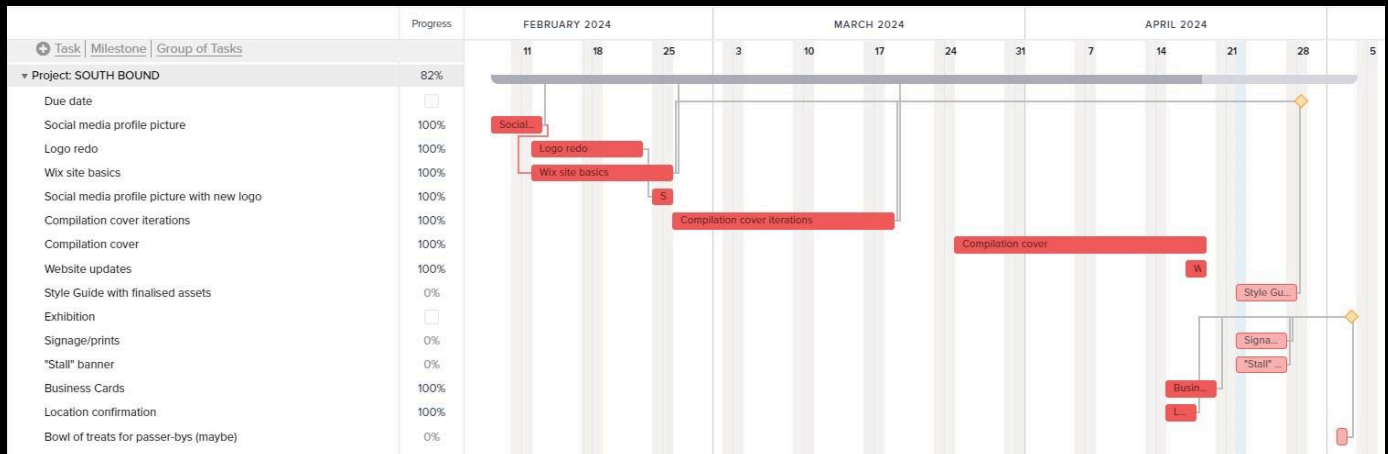 Progress FEBRUARY 2024 MARCH 2024 APRIL 2024
Task Milestone Group of Tasks 11 18 25 3 10 17 24 31 7 14 21 28 5
Project: SOUTH BOUND 82%
Due date
Social media profile picture 100% Social...
Logo redo 100% Logo redo
Wix site basics 100% Wix site basics
Social media profile picture with new logo 100% S
Compilation cover iterations 100% Compilation cover iterations
Compilation cover 100% Compilation cover
Website updates 100% W
Style Guide with finalised assets 0% Style Gu...
Exhibition
Signage/prints 0% Signa...
"Stall" banner 0% "Stall" ...
Business Cards 100% Busin...
Location confirmation 100% L...
Bowl of treats for passer-bys (maybe) 0%